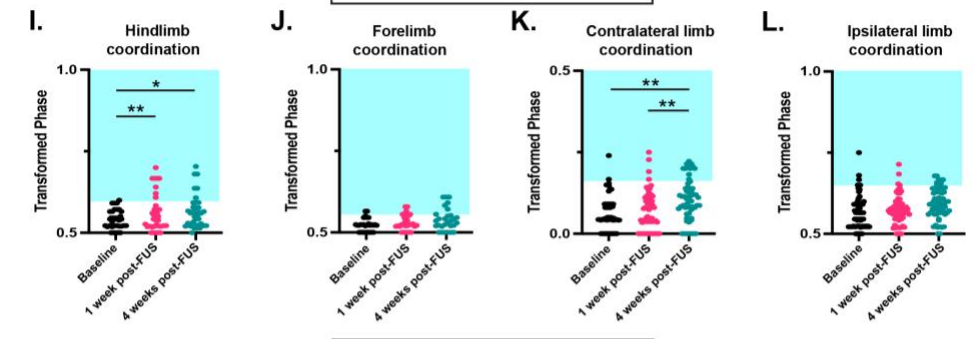 I.
Hindlimb
coordination
1.0
* 
**
Transformed Phase
0.5
Baseline
1 week post-FUS
4 weeks post-FUS
J.
Forelimb
coordination
1.0
Transformed Phase
0.5
Baseline
1 week post-FUS
4 weeks post-FUS
K.
Contralateral limb
coordination
0.5
**
**
Transformed Phase
0.0
Baseline
1 week post-FUS
4 weeks post-FUS
L.
Ipsilateral limb
coordination
1.0
Transformed Phase
0.5
Baseline
1 week post-FUS
4 weeks post-FUS